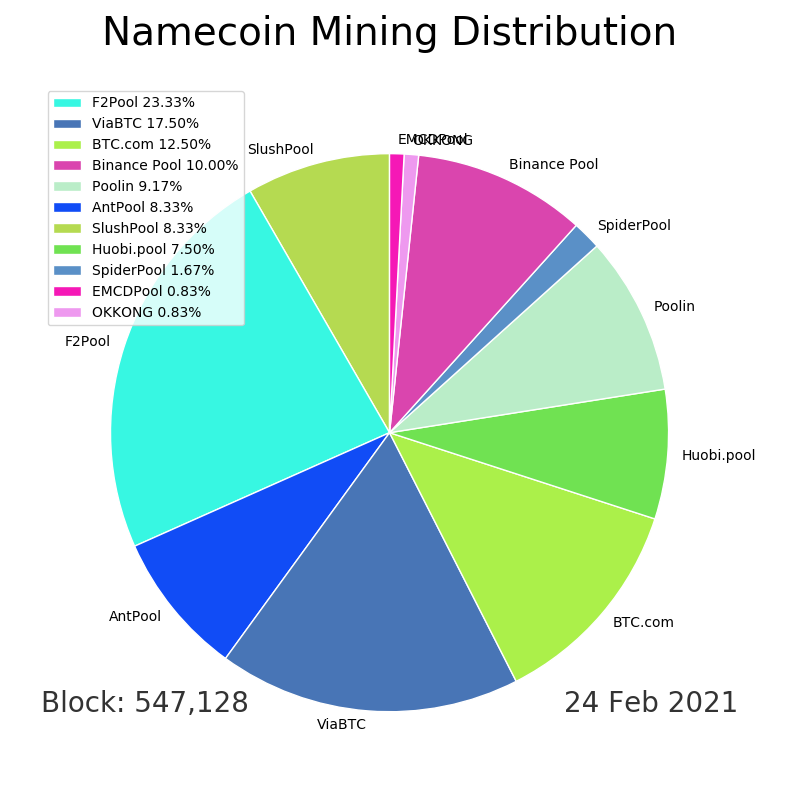 Namecoin Mining Distribution
F2Pool 23.33%
ViaBTC 17.50%
BTC.com 12.50%
Binance Pool 10.00%
Poolin 9.17%
AntPool 8.33%
SlushPool 8.33%
Huobi.pool 7.50%
SpiderPool 1.67%
EMCDPool 0.83%
OKKONG 0.83%
SlushPool
EMCDPool
OKKONG
Binance Pool
SpiderPool
Poolin
F2Pool
Huobi.pool
AntPool
BTC.com
ViaBTC
Block: 547,128
24 Feb 2021